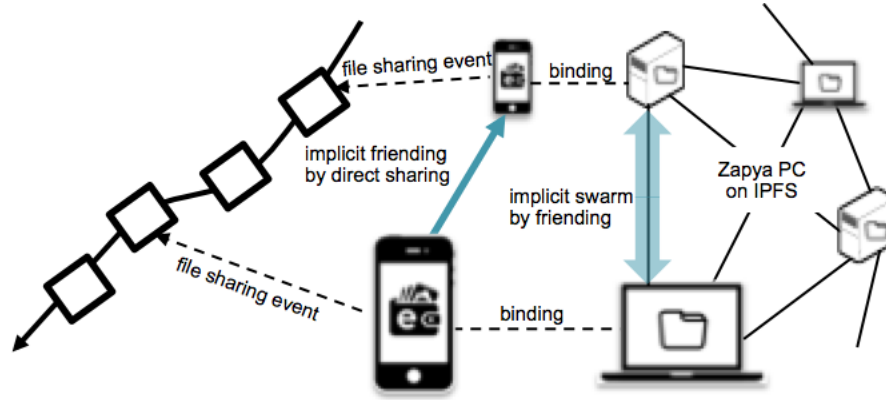 file sharing event
binding
implicit friending
by direct sharing
implicit swarm
by friending
Zapya PC
on IPFS
file sharing event
binding
e
e